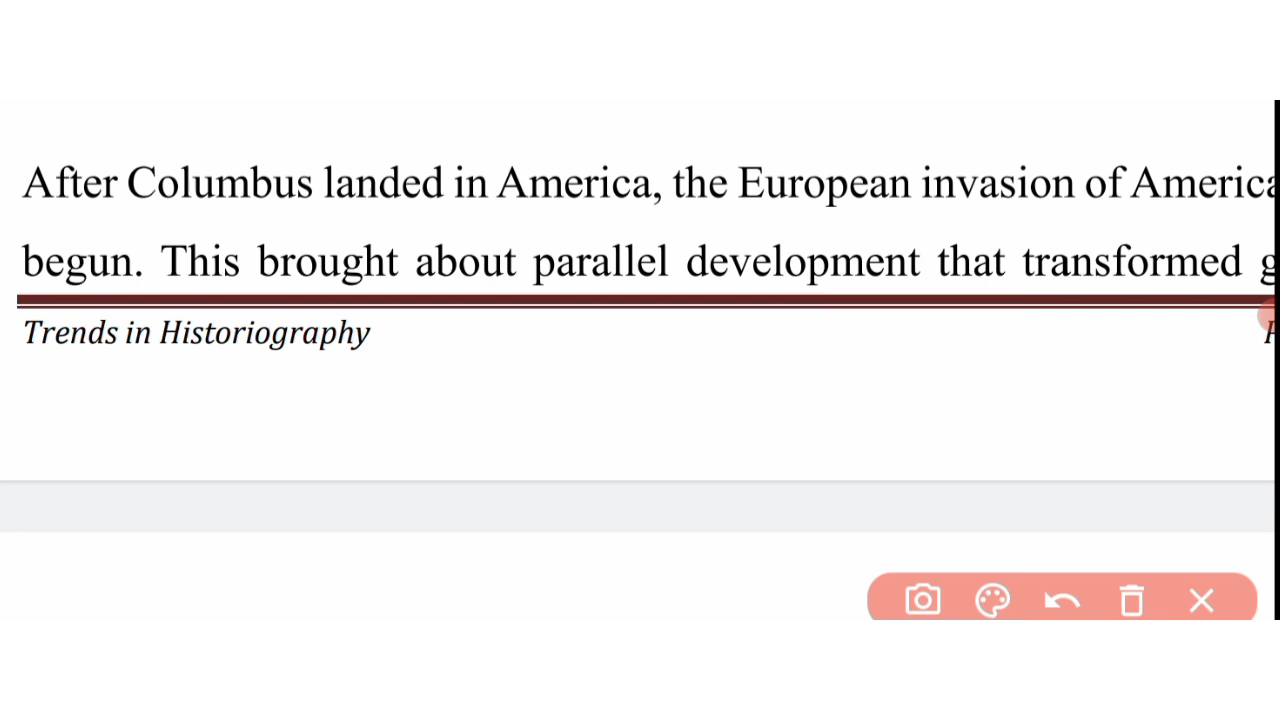 After Columbus landed in America, the European invasion of America
begun. This brought about parallel development that transformed
Trends in Historiography